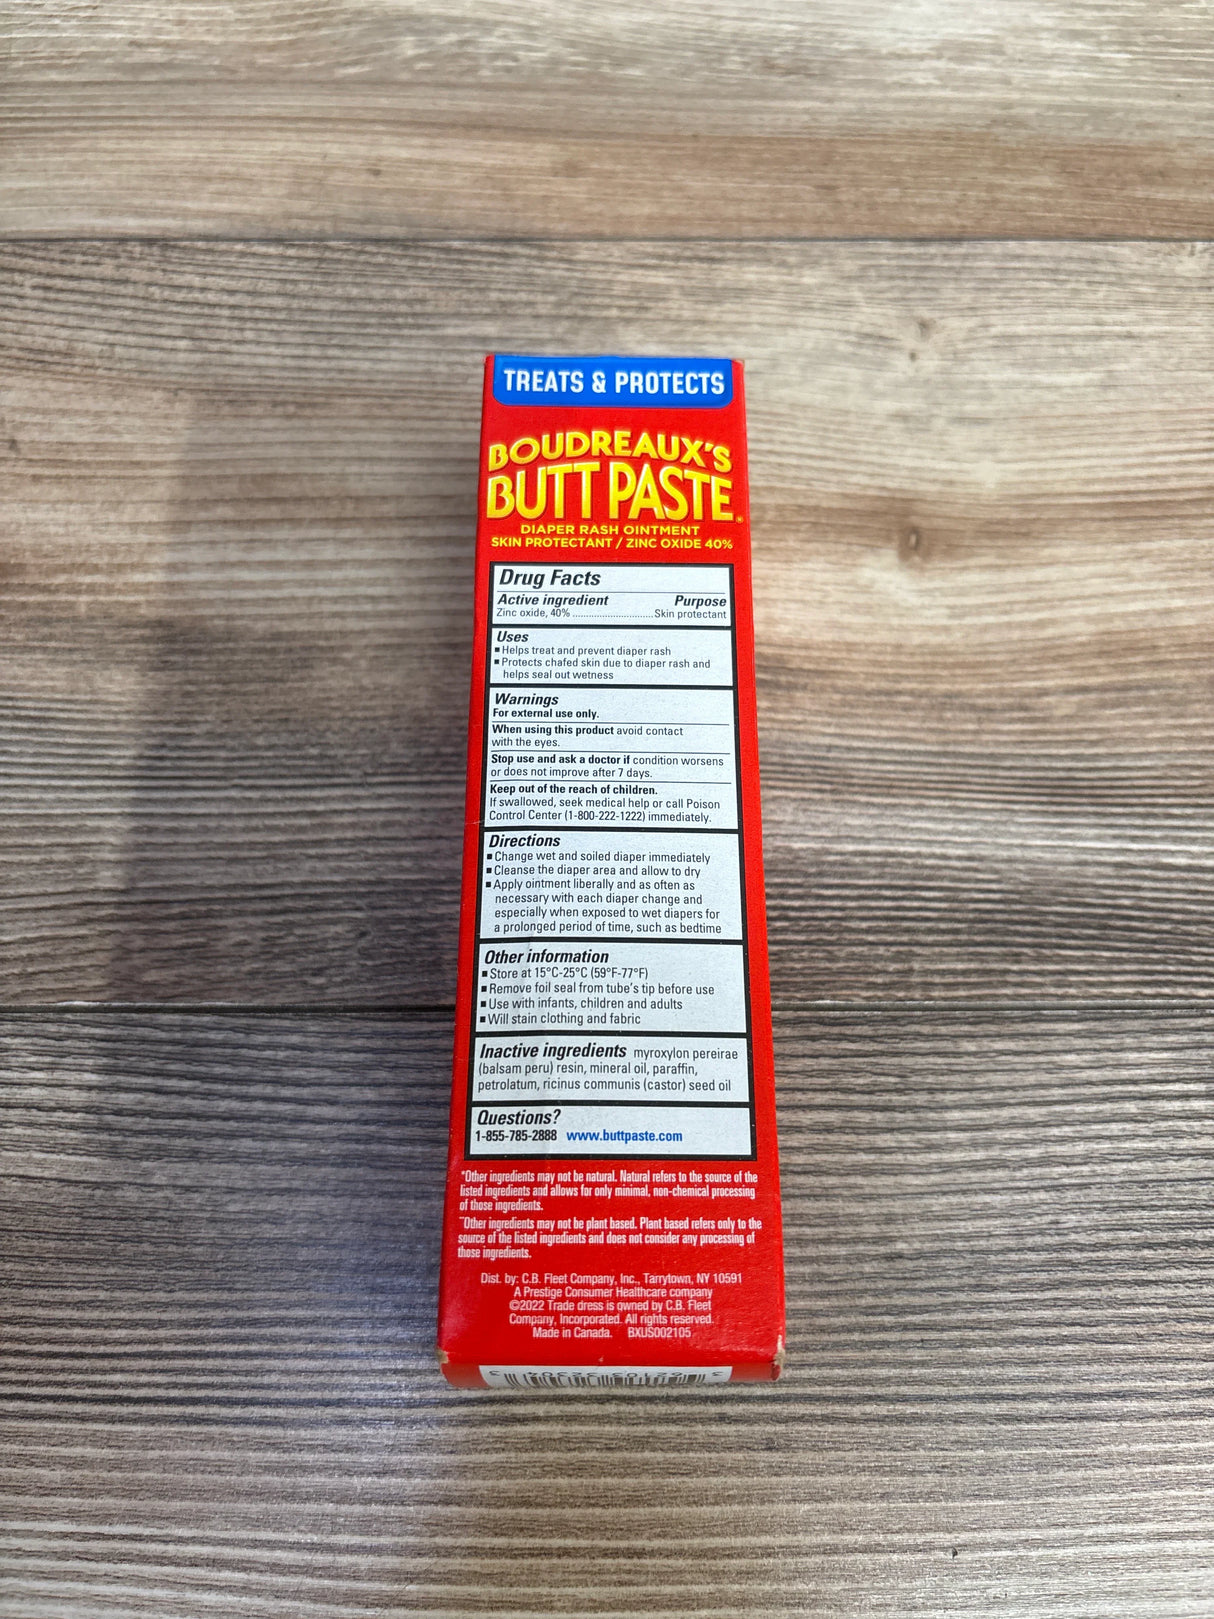 TREATS & PROTECTS
BOUDREAUX'S
BUTT PASTE®
DIAPER RASH OINTMENT
SKIN PROTECTANT / ZINC OXIDE 40%
Drug Facts
Active ingredient Purpose
Zinc oxide, 40% ............................ Skin protectant
Uses
■ Helps treat and prevent diaper rash
■ Protects chafed skin due to diaper rash and
helps seal out wetness
Warnings
For external use only.
When using this product avoid contact
with the eyes.
Stop use and ask a doctor if condition worsens
or does not improve after 7 days.
Keep out of the reach of children.
If swallowed, seek medical help or call Poison
Control Center (1-800-222-1222) immediately.
Directions
■ Change wet and soiled diaper immediately
■ Cleanse the diaper area and allow to dry
■ Apply ointment liberally and as often as
necessary with each diaper change and
especially when exposed to wet diapers for
a prolonged period of time, such as bedtime
Other information
■ Store at 15°C-25°C (59°F-77°F)
■ Remove foil seal from tube's tip before use
■ Use with infants, children and adults
■ Will stain clothing and fabric
Inactive ingredients myroxylon pereirae
(balsam peru) resin, mineral oil, paraffin,
petrolatum, ricinus communis (castor) seed oil
Questions?
1-855-785-2888 www.buttpaste.com
*Other ingredients may not be natural. Natural refers to the source of the
listed ingredients and allows for only minimal, non-chemical processing
of those ingredients.
**Other ingredients may not be plant based. Plant based refers only to the
source of the listed ingredients and does not consider any processing of
those ingredients.
Dist. by: C.B. Fleet Company, Inc., Tarrytown, NY 10591
A Prestige Consumer Healthcare company
©2022 Trade dress is owned by C.B. Fleet
Company, Incorporated. All rights reserved.
Made in Canada. BXUS002105